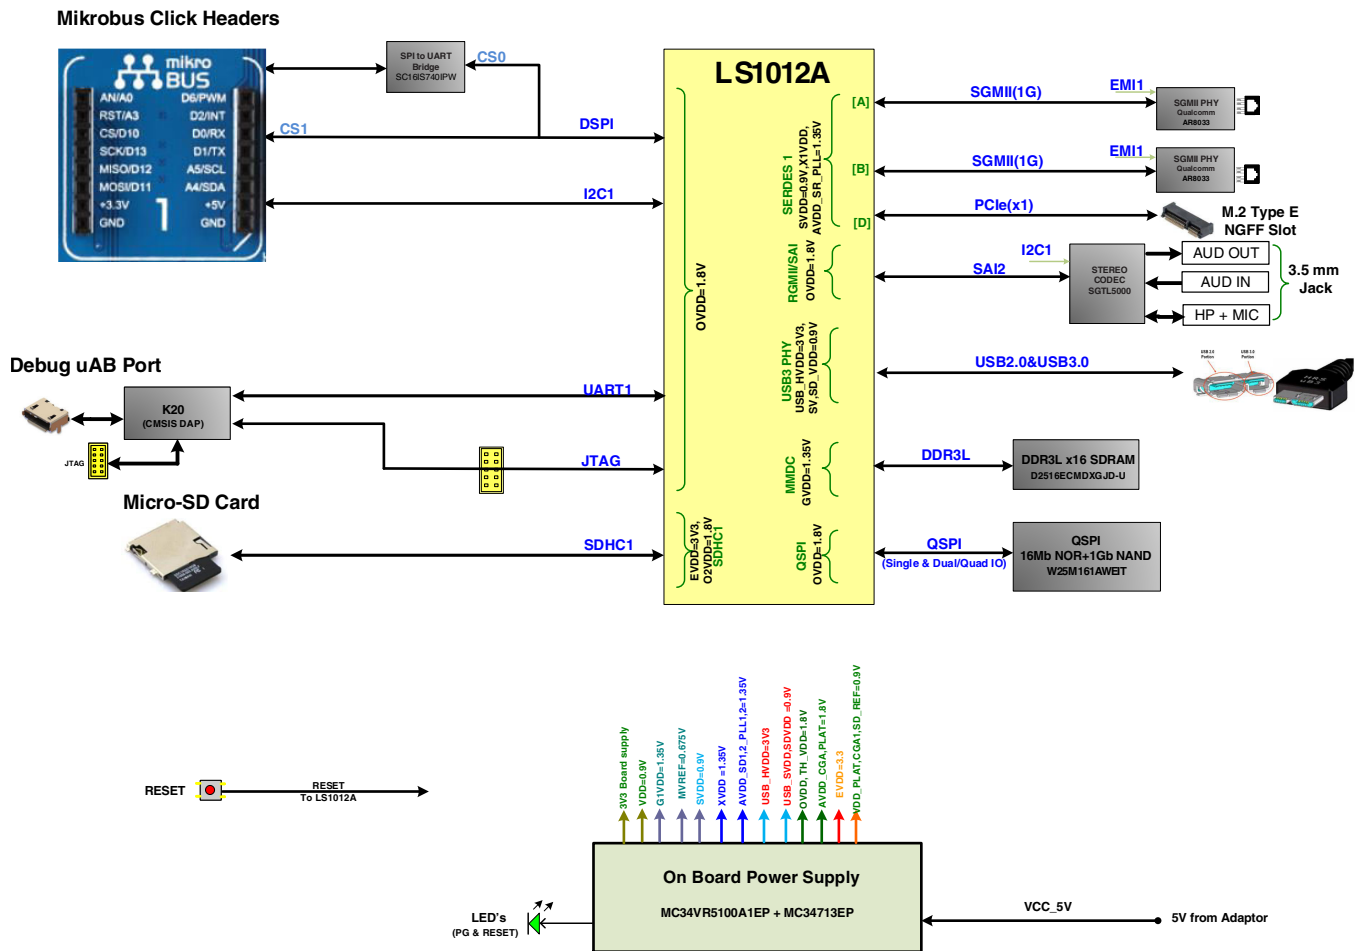 Mikrobus Click Headers
mikro
BUS
AN/A0 D6/PWM
RST/A3 D2/INT
CS/D10 D0/RX
SCK/D13 D1/TX
MISO/D12 A5/SCL
MOSI/D11 A4/SDA
+3.3V +5V
GND GND
1
SPI to UART
Bridge
SC16IS740IPW
CS0
CS1
DSPI
I2C1
LS1012A
OVDD=1.8V
[A]
[B]
[D]
SERDES 1
SVDD=0.9V,X1VDD,
AVDD_SR_PLL=1.35V
RGMII/SAI
OVDD=1.8V
USB3 PHY
USB_HVDD=3V3,
SV,SD_VDD=0.9V
MMDC
GVDD=1.35V
QSPI
OVDD=1.8V
EVDD=3V3,
O2VDD=1.8V
SDHC1
SGMII(1G)
EMI1
SGMII PHY
Qualcomm
AR8033
SGMII(1G)
EMI1
SGMII PHY
Qualcomm
AR8033
PCIe(x1)
M.2 Type E
NGFF Slot
I2C1
SAI2
STEREO
CODEC
SGTL5000
AUD OUT
AUD IN
HP + MIC
3.5 mm
Jack
USB2.0&USB3.0
USB 2.0
Portion
USB 3.0
Portion
DDR3L
DDR3L x16 SDRAM
D2516ECMDXGJD-U
QSPI
(Single & Dual/Quad IO)
QSPI
16Mb NOR+1Gb NAND
W25M161AWEIT
Debug uAB Port
K20
(CMSIS DAP)
JTAG
UART1
JTAG
Micro-SD Card
SDHC1
RESET
RESET
To LS1012A
3V3 Board supply
VDD=0.9V
G1VDD=1.35V
MVREF=0.675V
SVDD=0.9V
XVDD =1.35V
AVDD_SD1,2_PLL1,2=1.35V
USB_HVDD=3V3
USB_SVDD,SDVDD =0.9V
OVDD, TH_VDD=1.8V
AVDD_CGA,PLAT=1.8V
EVDD=3.3
VDD_PLAT,CGA1,SD_REF=0.9V
On Board Power Supply
MC34VR5100A1EP + MC34713EP
LED's
(PG & RESET)
VCC_5V
5V from Adaptor